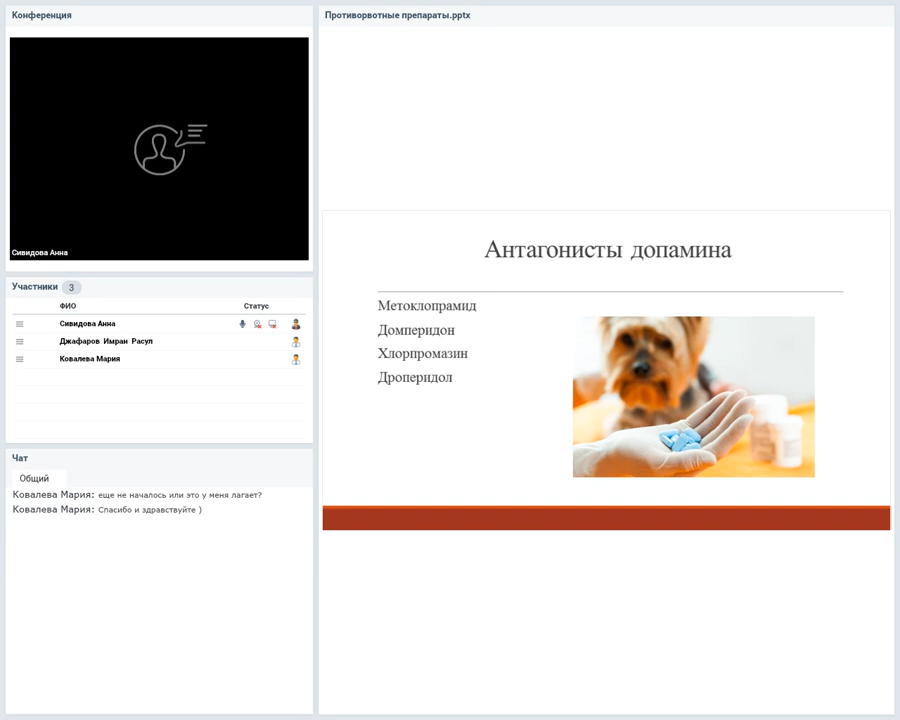 Конференция
Сивидова Анна
Участники 3
ФИО Статус
Сивидова Анна
Джафаров Имран Расул
Ковалева Мария
Чат
Общий
Ковалева Мария: еще не началось или это у меня лагает?
Ковалева Мария: Спасибо и здравствуйте )
Противорвотные препараты.pptx
Антагонисты допамина
Метоклопрамид
Домперидон
Хлорпромазин
Дроперидол